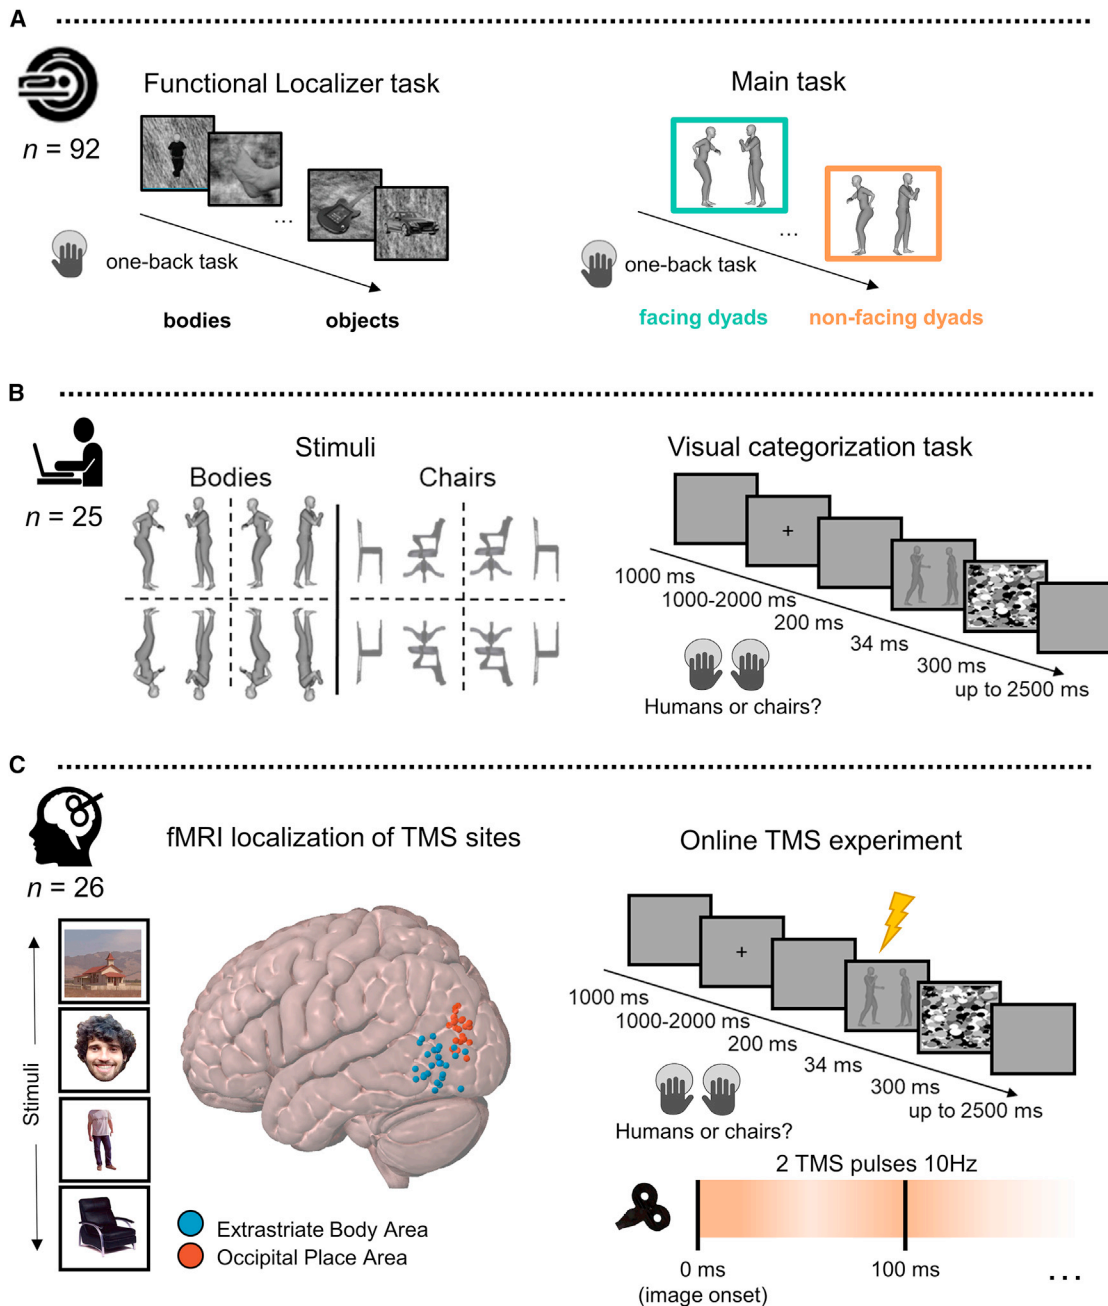 A
Functional Localizer task
Main task
n = 92
...
...
one-back task
one-back task
bodies
objects
facing dyads
non-facing dyads
B
Stimuli
Visual categorization task
Bodies
Chairs
n = 25
+
1000 ms
1000-2000 ms
200 ms
34 ms
300 ms
up to 2500 ms
Humans or chairs?
C
fMRI localization of TMS sites
Online TMS experiment
n = 26
Stimuli
+
1000 ms
1000-2000 ms
200 ms
34 ms
300 ms
up to 2500 ms
Humans or chairs?
2 TMS pulses 10Hz
Extrastriate Body Area
Occipital Place Area
0 ms
(image onset)
100 ms
...